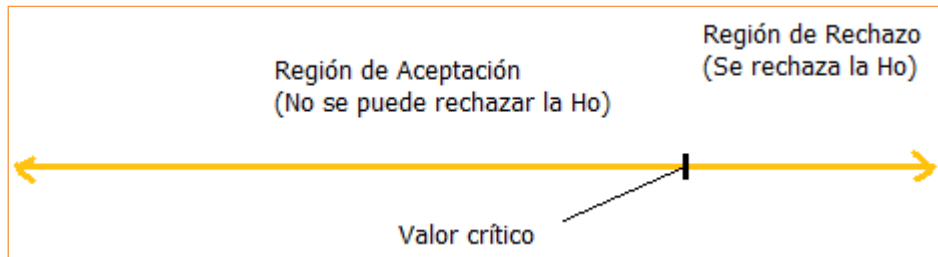 Región de Rechazo
(Se rechaza la Ho)
Región de Aceptación
(No se puede rechazar la Ho)
Valor crítico